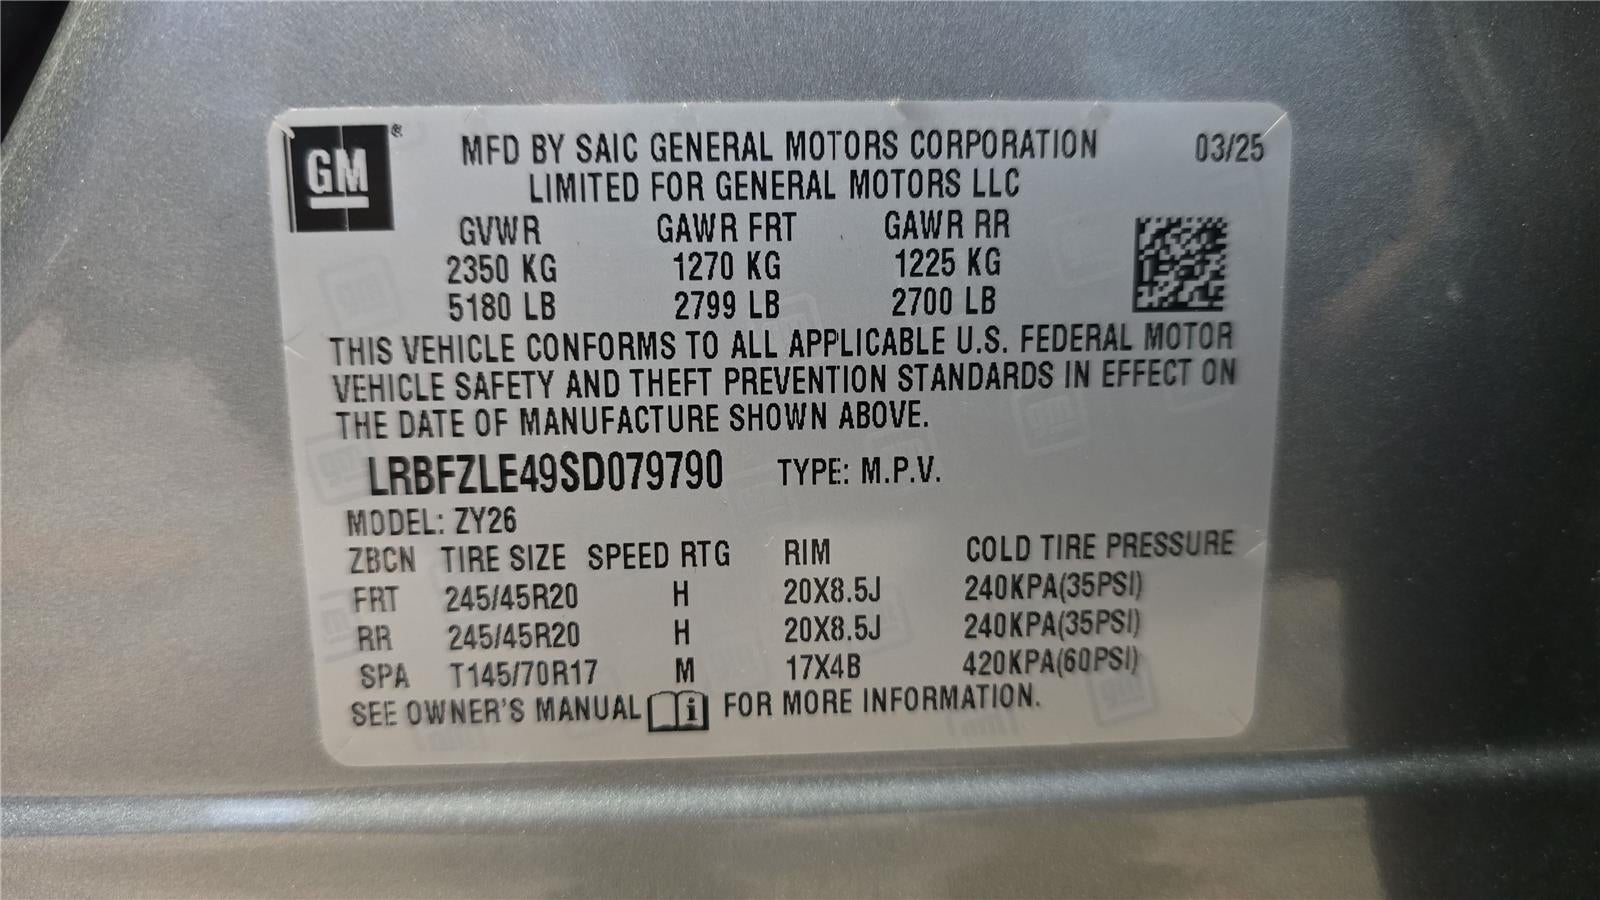 GM®
MFD BY SAIC GENERAL MOTORS CORPORATION 03/25
LIMITED FOR GENERAL MOTORS LLC
GVWR GAWR FRT GAWR RR
2350 KG 1270 KG 1225 KG
5180 LB 2799 LB 2700 LB
THIS VEHICLE CONFORMS TO ALL APPLICABLE U.S. FEDERAL MOTOR
VEHICLE SAFETY AND THEFT PREVENTION STANDARDS IN EFFECT ON
THE DATE OF MANUFACTURE SHOWN ABOVE.
LRBFZLE49SD079790 TYPE: M.P.V.
MODEL: ZY26
ZBCN TIRE SIZE SPEED RTG RIM COLD TIRE PRESSURE
FRT 245/45R20 H 20X8.5J 240KPA(35PSI)
RR 245/45R20 H 20X8.5J 240KPA(35PSI)
SPA T145/70R17 M 17X4B 420KPA(60PSI)
SEE OWNER'S MANUAL i FOR MORE INFORMATION.